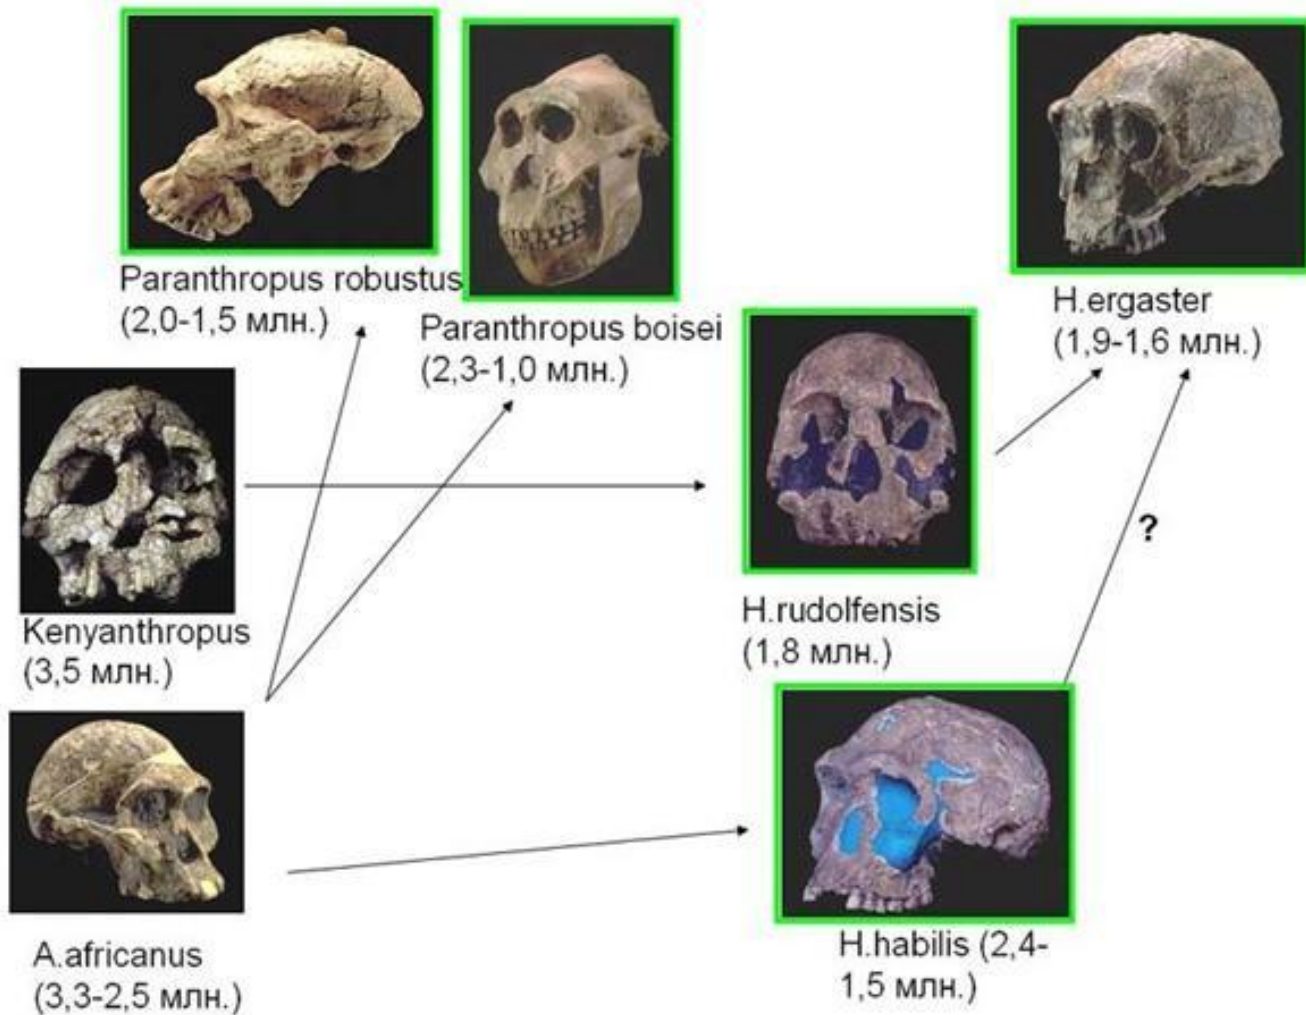 Paranthropus robustus
(2,0-1,5 млн.)
Paranthropus boisei
(2,3-1,0 млн.)
H.ergaster
(1,9-1,6 млн.)
Kenyanthropus
(3,5 млн.)
H.rudolfensis
(1,8 млн.)
?
A.africanus
(3,3-2,5 млн.)
H.habilis (2,4-
1,5 млн.)